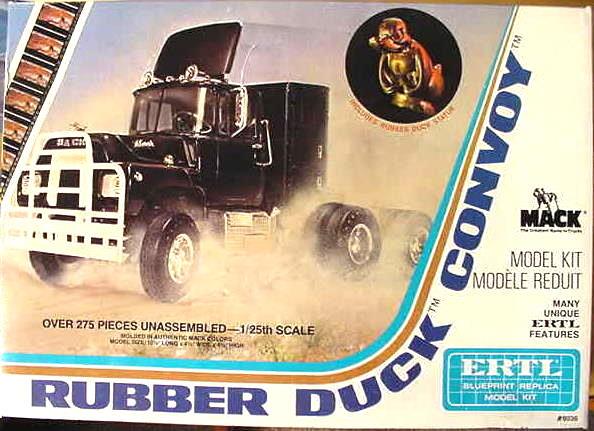 INCLUDES RUBBER DUCK STATUE
RUBBER DUCK™ CONVOY™
MACK
Mack
MACK
The Greatest Name in Trucks
MODEL KIT
MODÈLE REDUIT
MANY
UNIQUE
ERTL
FEATURES
OVER 275 PIECES UNASSEMBLED—1/25th SCALE
MOLDED IN AUTHENTIC MACK COLORS
ERTL
BLUEPRINT REPLICA
MODEL KIT